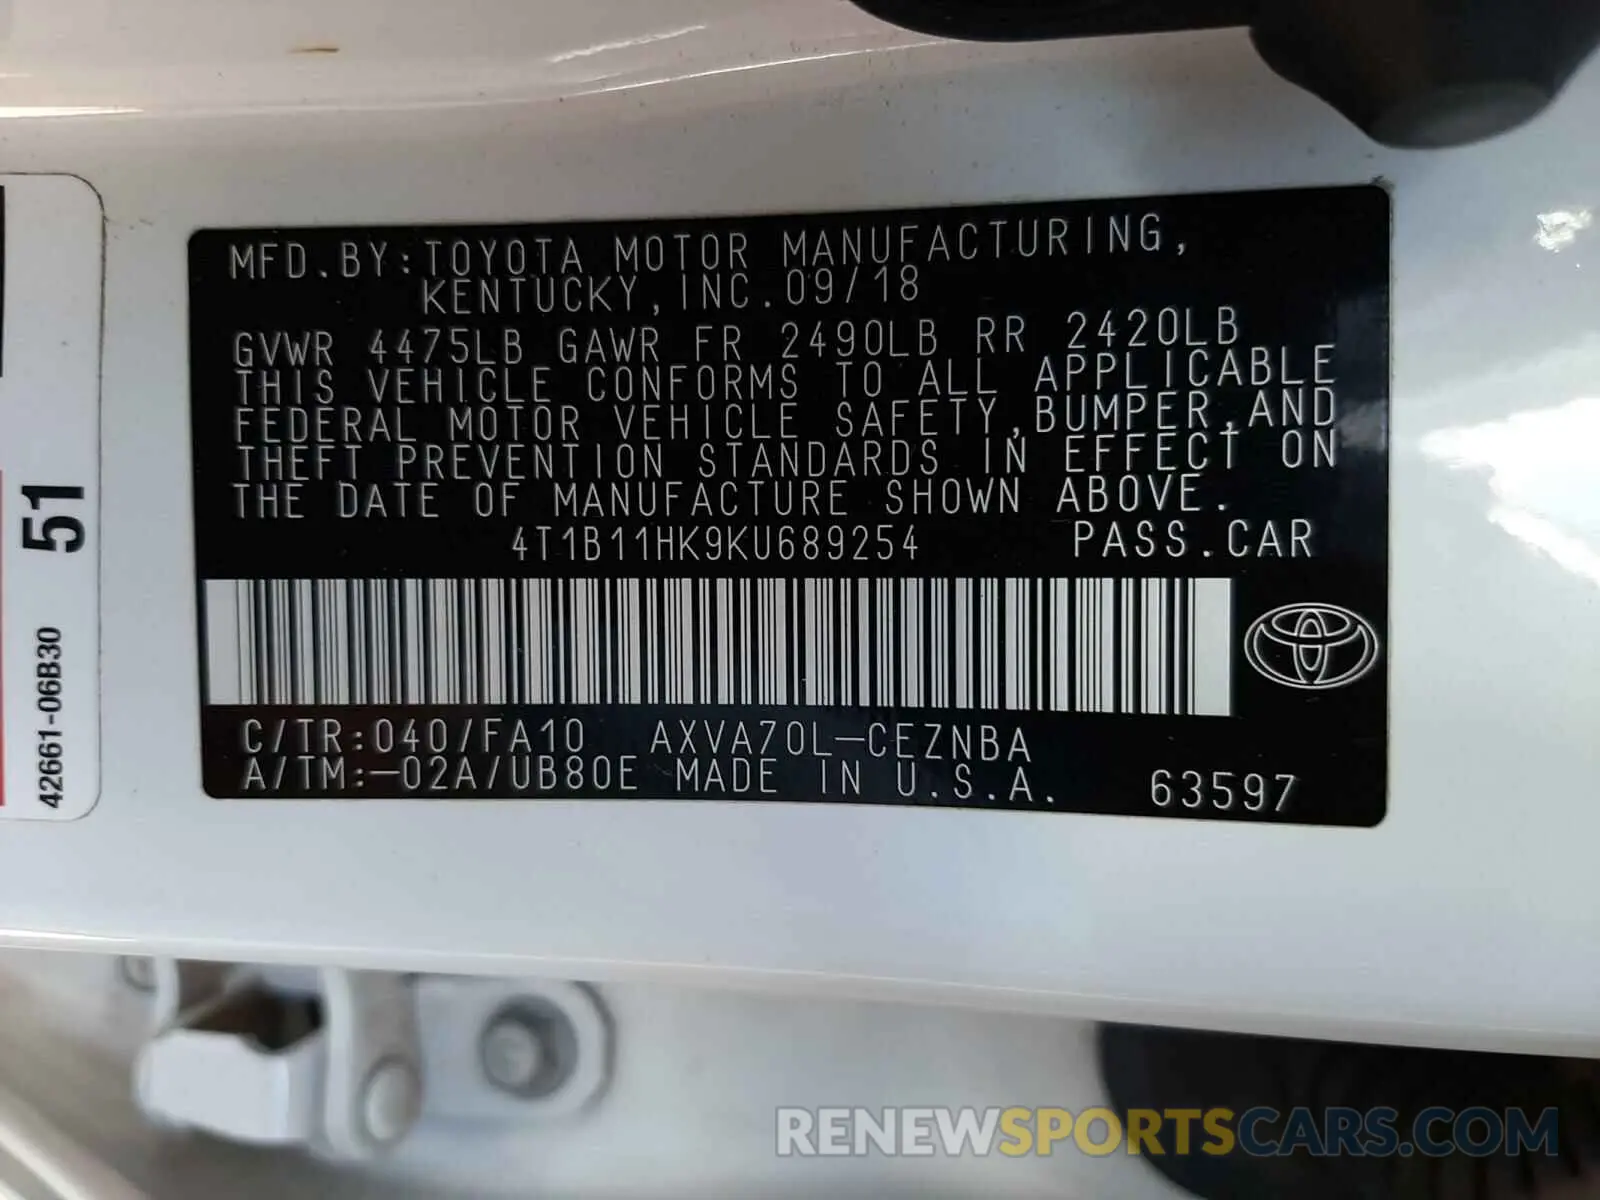 MFD.BY:TOYOTA MOTOR MANUFACTURING,
KENTUCKY,INC.09/18
GVWR 4475LB GAWR FR 2490LB RR 2420LB
THIS VEHICLE CONFORMS TO ALL APPLICABLE
FEDERAL MOTOR VEHICLE SAFETY,BUMPER,AND
THEFT PREVENTION STANDARDS IN EFFECT ON
THE DATE OF MANUFACTURE SHOWN ABOVE.
4T1B11HK9KU689254 PASS.CAR
C/TR:040/FA10 AXVA70L-CEZNBA
A/TM:-02A/UB80E MADE IN U.S.A. 63597
51
42661-06B30
RENEWSPORTSCARS.COM